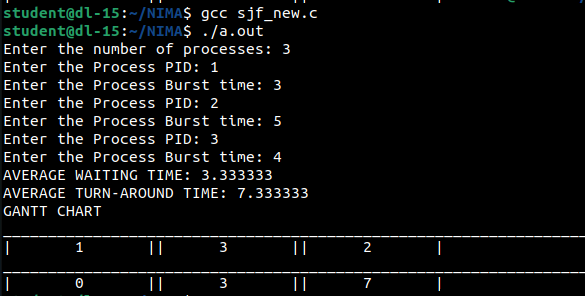 student@dl-15:~/NIMA$ gcc sjf_new.c
student@dl-15:~/NIMA$ ./a.out
Enter the number of processes: 3
Enter the Process PID: 1
Enter the Process Burst time: 3
Enter the Process PID: 2
Enter the Process Burst time: 5
Enter the Process PID: 3
Enter the Process Burst time: 4
AVERAGE WAITING TIME: 3.333333
AVERAGE TURN-AROUND TIME: 7.333333
GANTT CHART
| 1 || 3 || 2 |
| 0 || 3 || 7 |